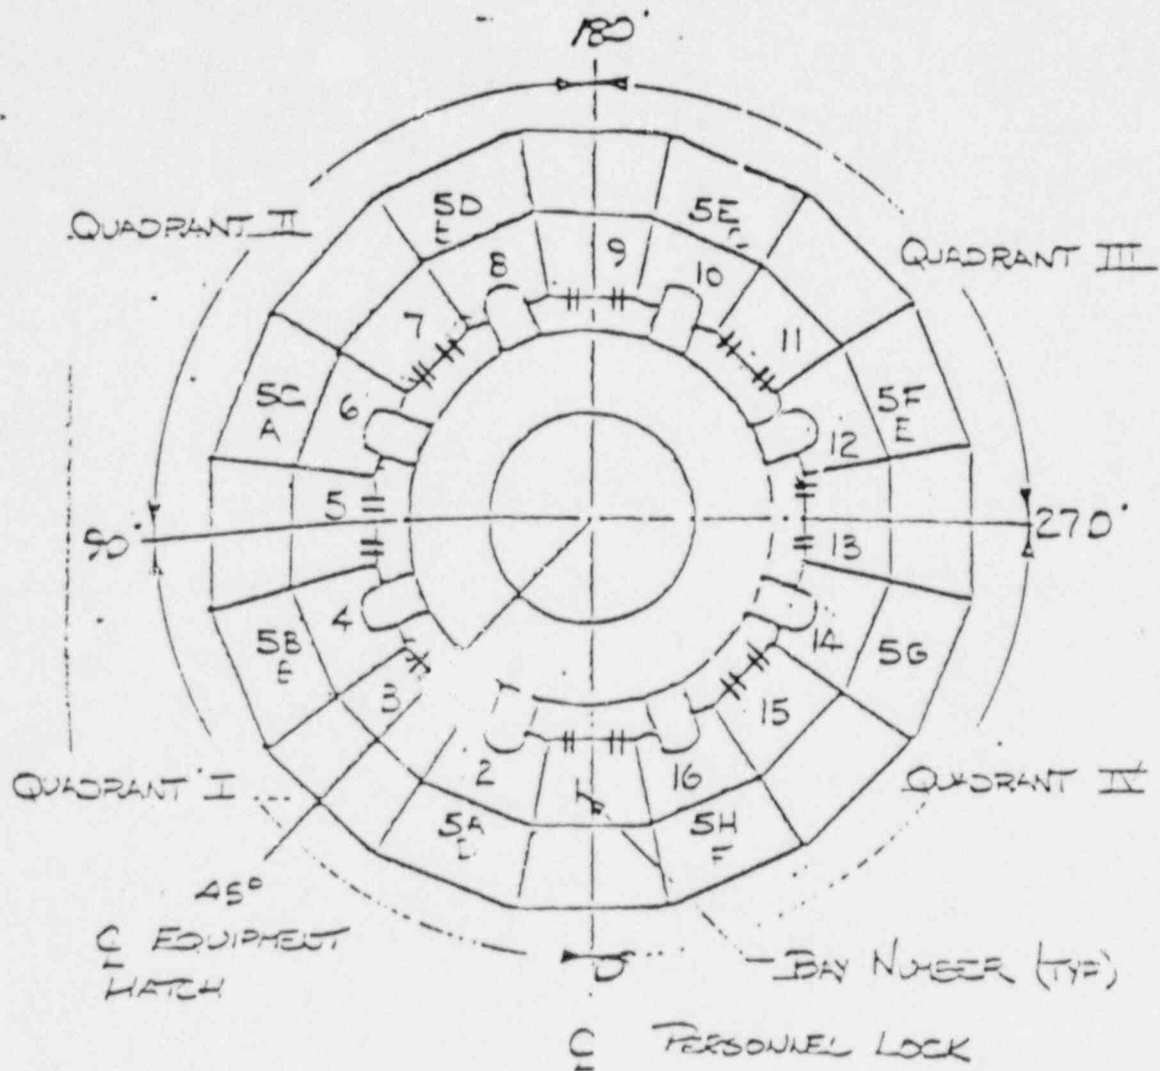 180°
QUADRANT II
QUADRANT III
5D
E
5E
8
9
10
7
11
5C
A
6
5F
E
12
5
90°
270°
13
4
14
5B
E
5G
3
15
QUADRANT I
2
1
16
QUADRANT IV
5A
5H
45°
℄ EQUIPMENT
HATCH
BAY NUMBER (TYP)
℄ PERSONNEL LOCK